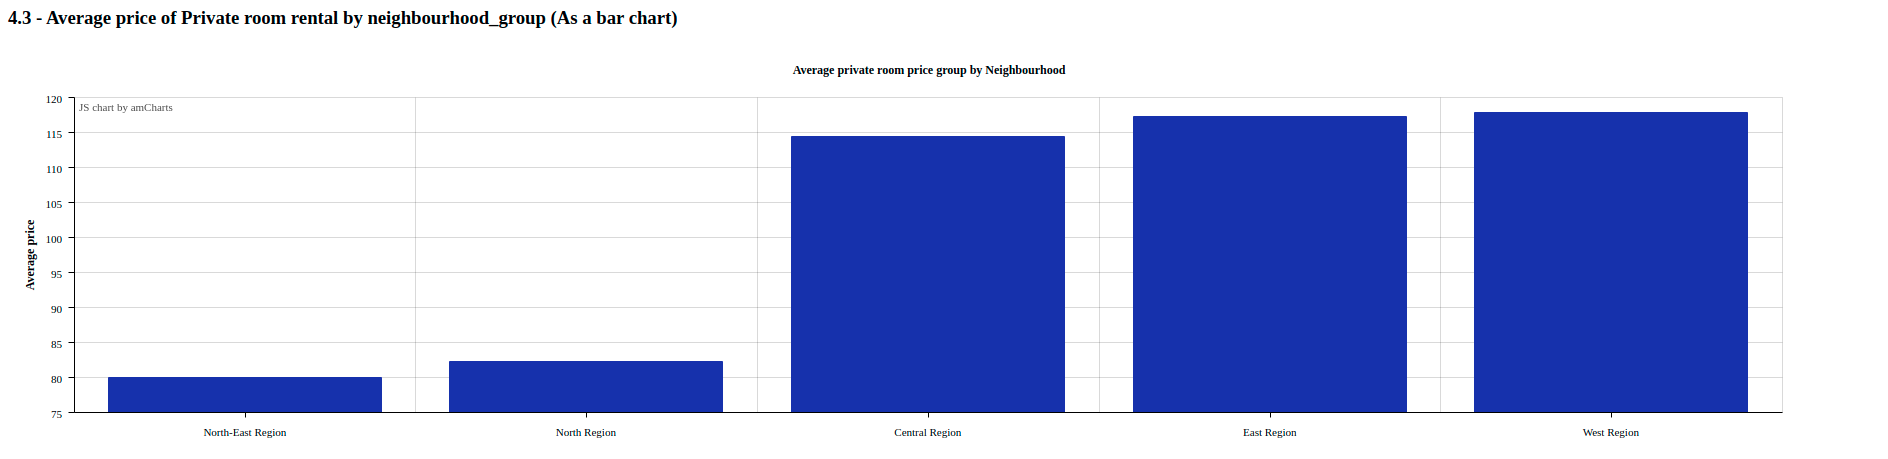 4.3 - Average price of Private room rental by neighbourhood_group (As a bar chart)
Average private room price group by Neighbourhood
JS chart by amCharts
Average price
120
115
110
105
100
95
90
85
80
75
North-East Region
North Region
Central Region
East Region
West Region